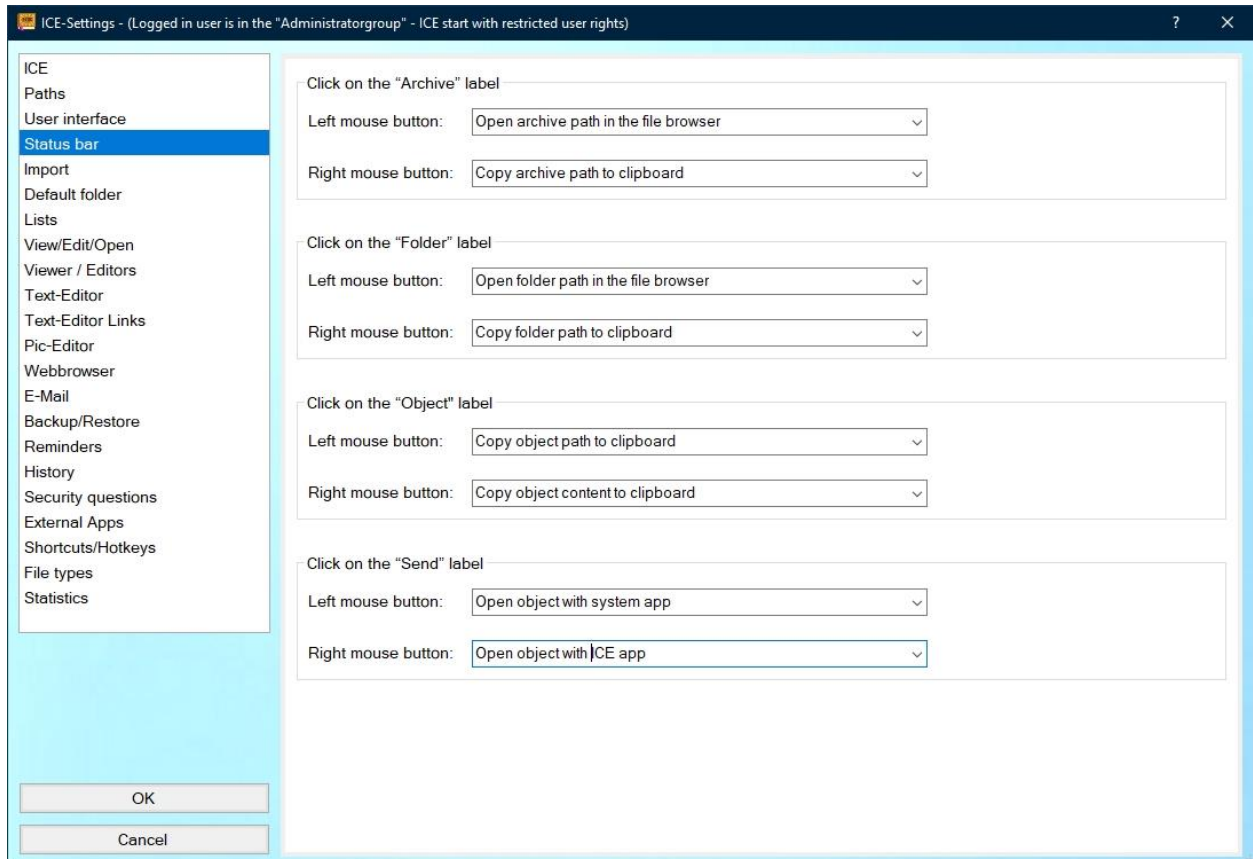 ICE-Settings - (Logged in user is in the "Administratorgroup" - ICE start with restricted user rights)
?
ICE
Paths
User interface
Status bar
Import
Default folder
Lists
View/Edit/Open
Viewer / Editors
Text-Editor
Text-Editor Links
Pic-Editor
Webbrowser
E-Mail
Backup/Restore
Reminders
History
Security questions
External Apps
Shortcuts/Hotkeys
File types
Statistics
OK
Cancel
Click on the “Archive” label
Left mouse button: Open archive path in the file browser
Right mouse button: Copy archive path to clipboard
Click on the “Folder” label
Left mouse button: Open folder path in the file browser
Right mouse button: Copy folder path to clipboard
Click on the “Object" label
Left mouse button: Copy object path to clipboard
Right mouse button: Copy object content to clipboard
Click on the “Send” label
Left mouse button: Open object with system app
Right mouse button: Open object with ICE app